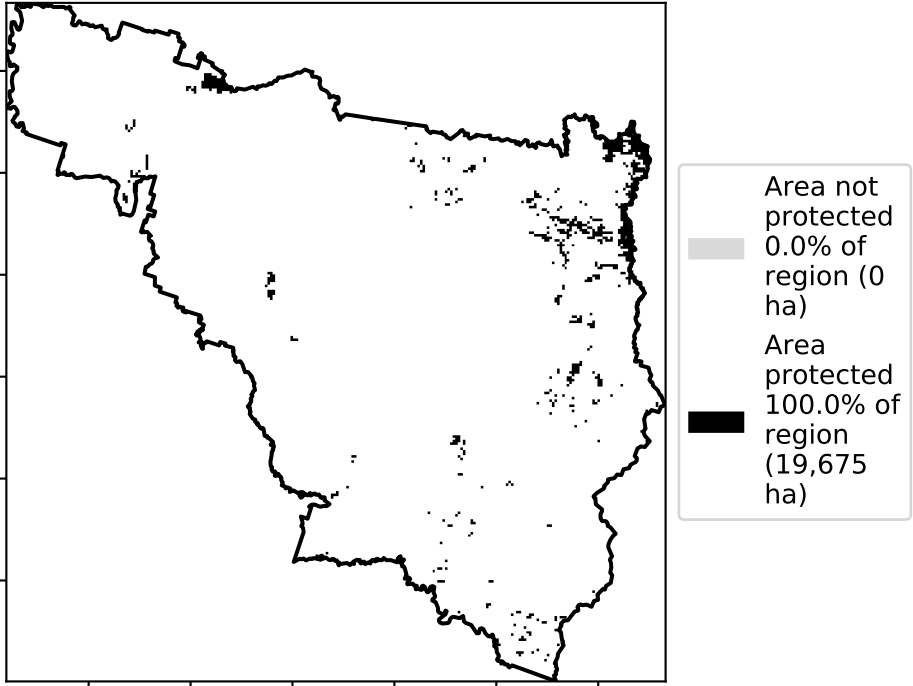 Area not
protected
0.0% of
region (0
ha)
Area
protected
100.0% of
region
(19,675
ha)